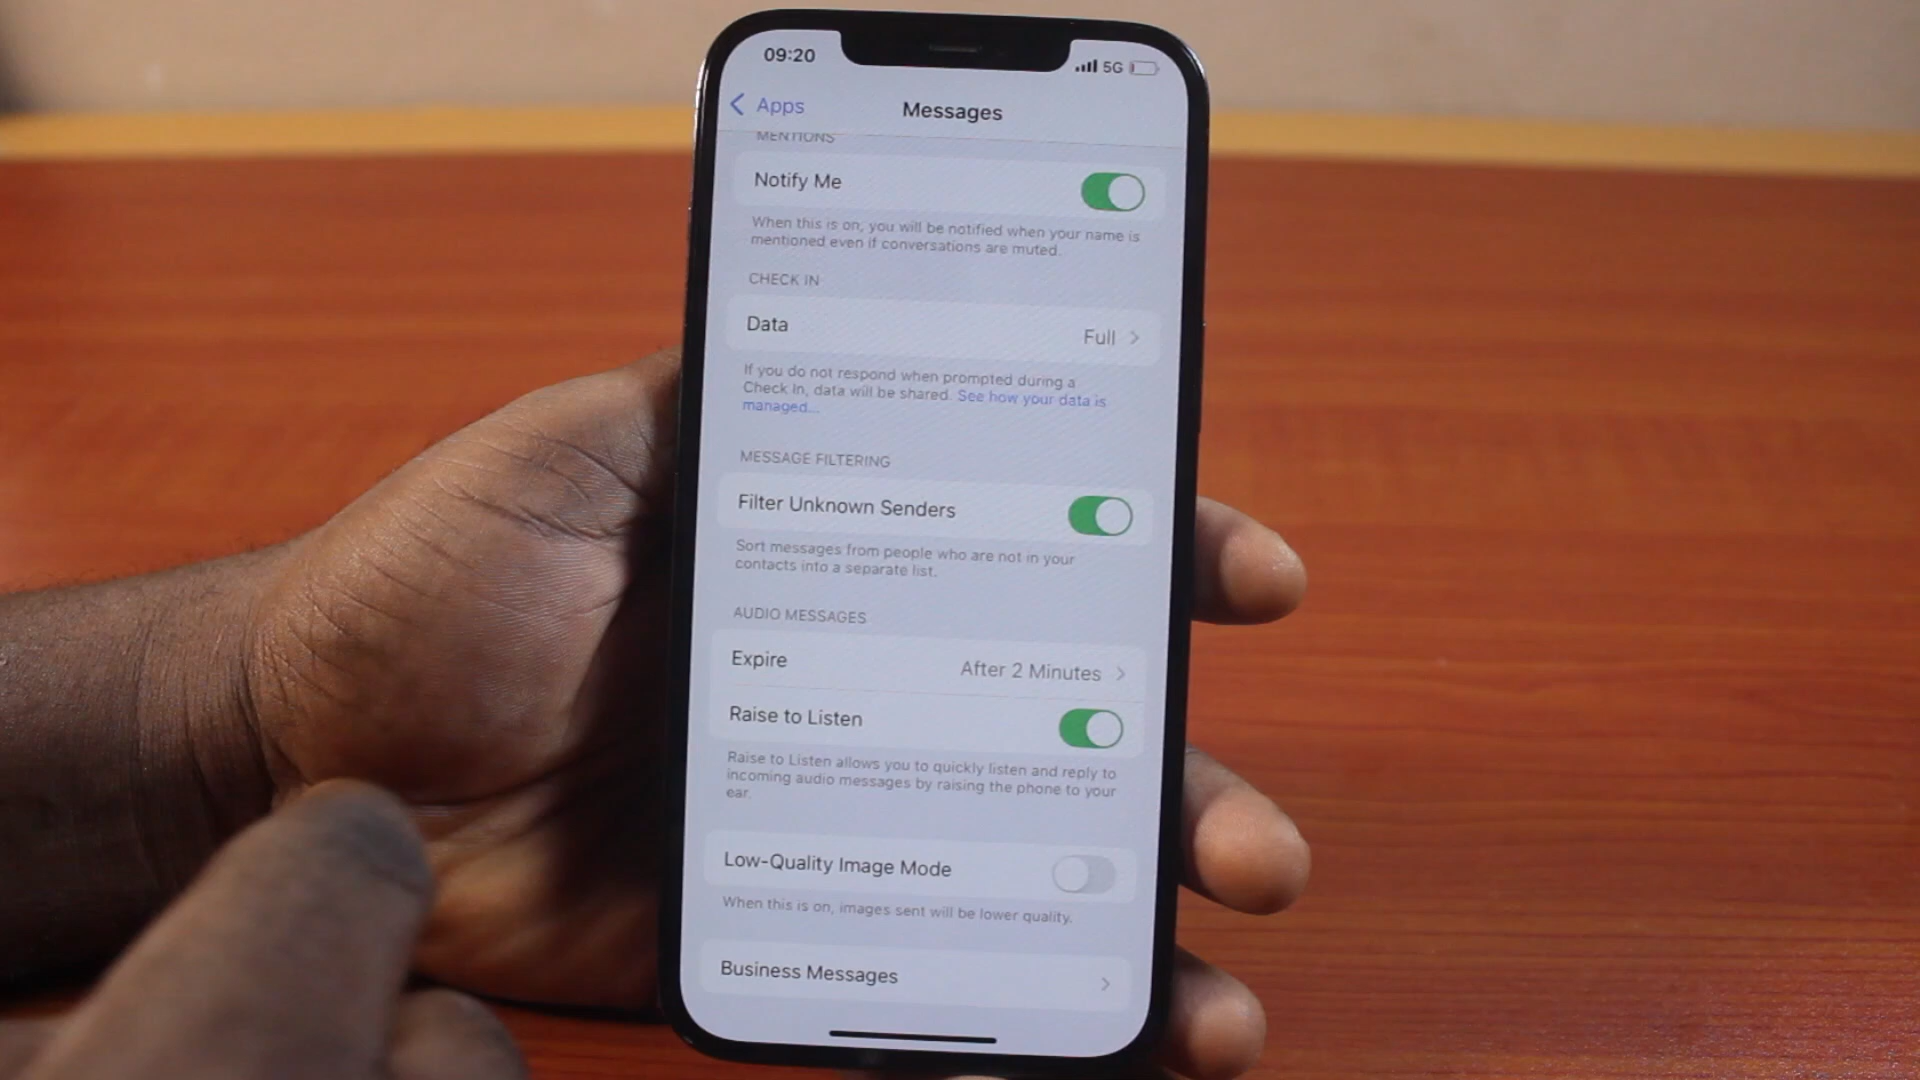 09:20
5G
Apps
Messages
MENTIONS
Notify Me
When this is on, you will be notified when your name is
mentioned even if conversations are muted.
CHECK IN
Data
Full
If you do not respond when prompted during a
Check In, data will be shared. See how your data is
managed...
MESSAGE FILTERING
Filter Unknown Senders
Sort messages from people who are not in your
contacts into a separate list.
AUDIO MESSAGES
Expire
After 2 Minutes
Raise to Listen
Raise to Listen allows you to quickly listen and reply to
incoming audio messages by raising the phone to your
ear.
Low-Quality Image Mode
When this is on, images sent will be lower quality.
Business Messages